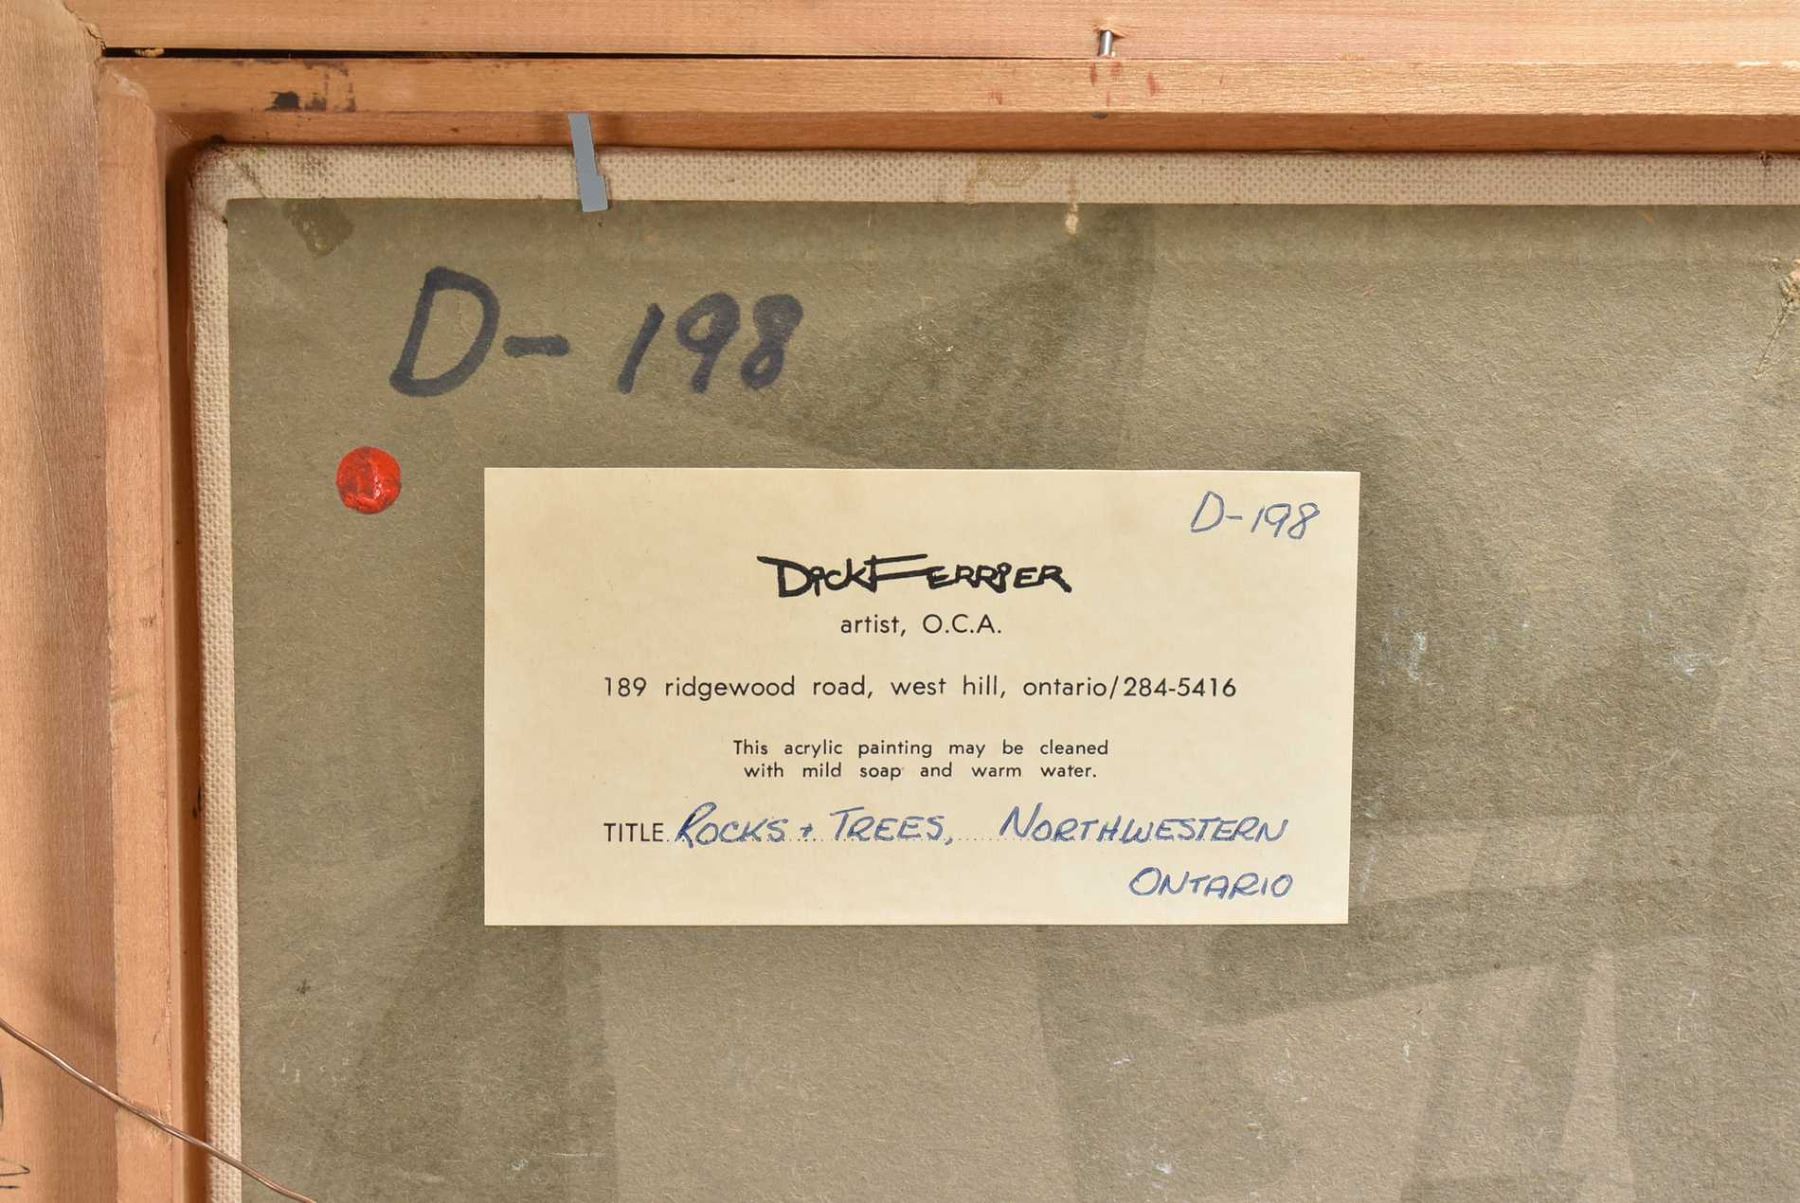 D-198
D-198
DICK FERRIER
artist, O.C.A.
189 ridgewood road, west hill, ontario/284-5416
This acrylic painting may be cleaned
with mild soap and warm water.
TITLE ROCKS + TREES, NORTHWESTERN
ONTARIO